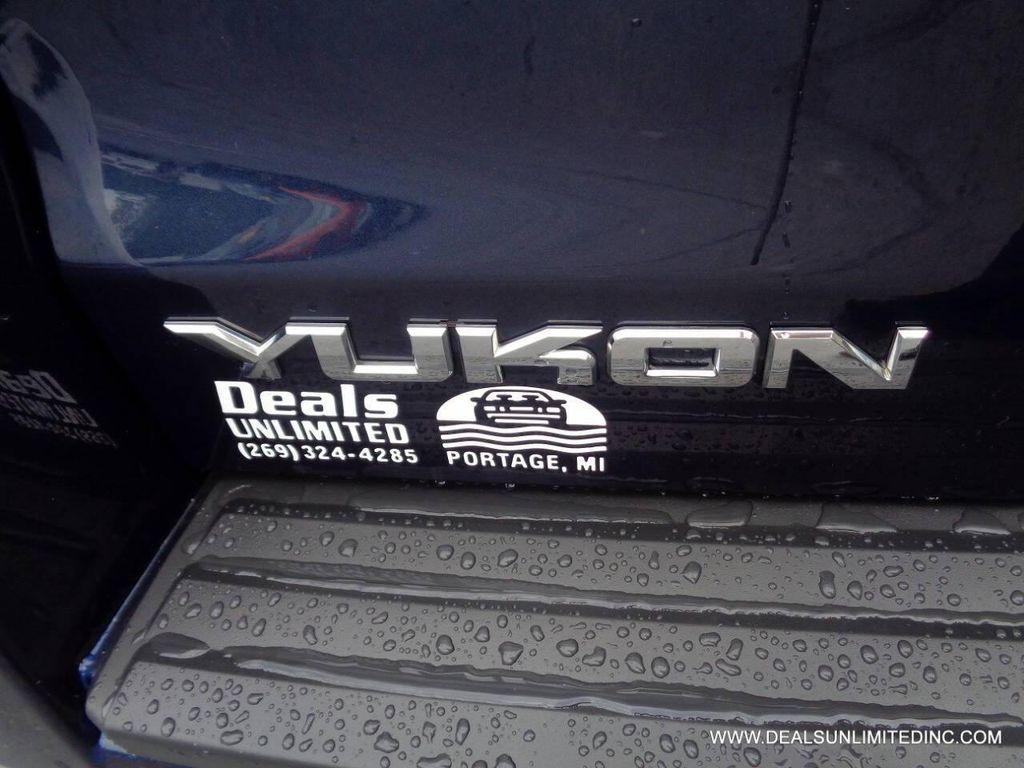 YUKON
Deals
UNLIMITED
(269) 324-4285
PORTAGE, MI
WWW.DEALSUNLIMITEDINC.COM